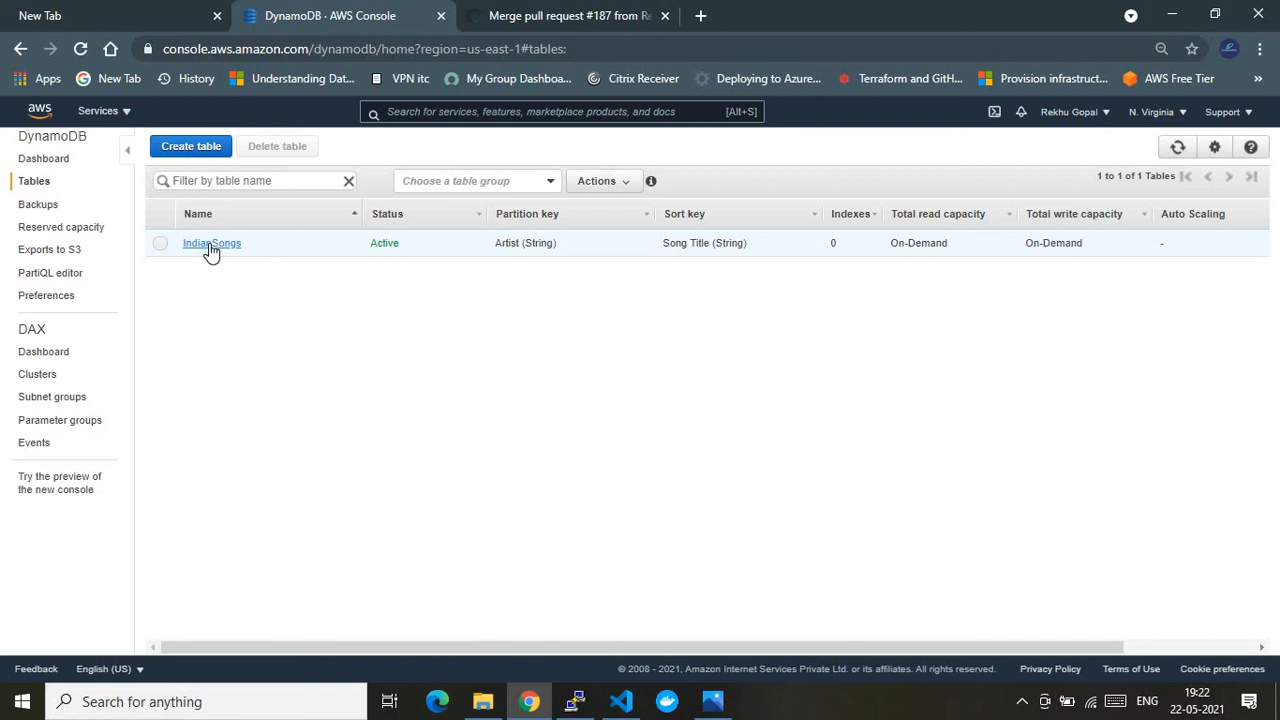 New Tab
DynamoDB · AWS Console
Merge pull request #187 from Re
console.aws.amazon.com/dynamodb/home?region=us-east-1#tables:
Apps
New Tab
History
Understanding Dat...
VPN itc
My Group Dashboa...
Citrix Receiver
Deploying to Azure...
Terraform and GitH...
Provision infrastruct...
AWS Free Tier
»
aws
Services
Search for services, features, marketplace products, and docs
[Alt+S]
Rekhu Gopal
N. Virginia
Support
DynamoDB
Dashboard
Tables
Backups
Reserved capacity
Exports to S3
PartiQL editor
Preferences
DAX
Dashboard
Clusters
Subnet groups
Parameter groups
Events
Try the preview of
the new console
Create table
Delete table
Filter by table name
Choose a table group
Actions
1 to 1 of 1 Tables
Name
Status
Partition key
Sort key
Indexes
Total read capacity
Total write capacity
Auto Scaling
IndianSongs
Active
Artist (String)
Song Title (String)
0
On-Demand
On-Demand
-
Feedback
English (US)
© 2008 - 2021, Amazon Internet Services Private Ltd. or its affiliates. All rights reserved.
Privacy Policy
Terms of Use
Cookie preferences
Search for anything
ENG
19:22
22-05-2021